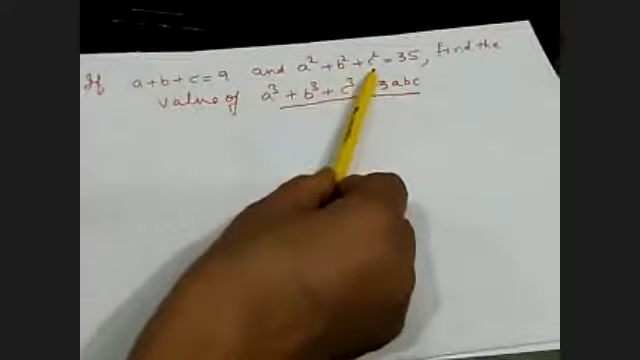 If a+b+c=9 and a²+b²+c²=35, find the
value of a³+b³+c³ 3abc